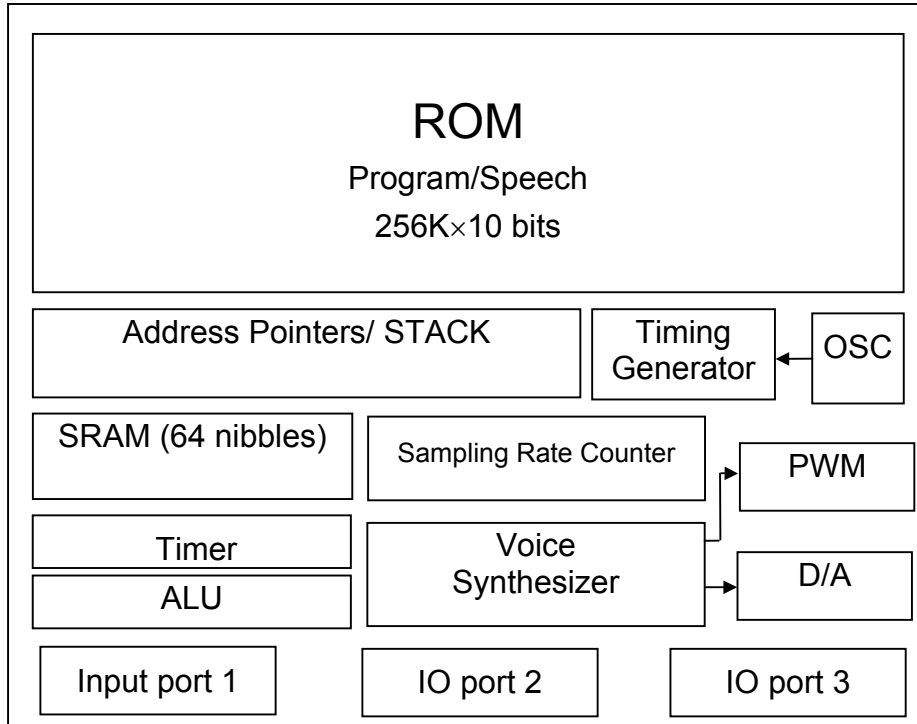 ROM
Program/Speech
256K×10 bits
Address Pointers/ STACK
Timing
Generator
OSC
SRAM (64 nibbles)
Sampling Rate Counter
PWM
Timer
Voice
Synthesizer
D/A
ALU
Input port 1
IO port 2
IO port 3